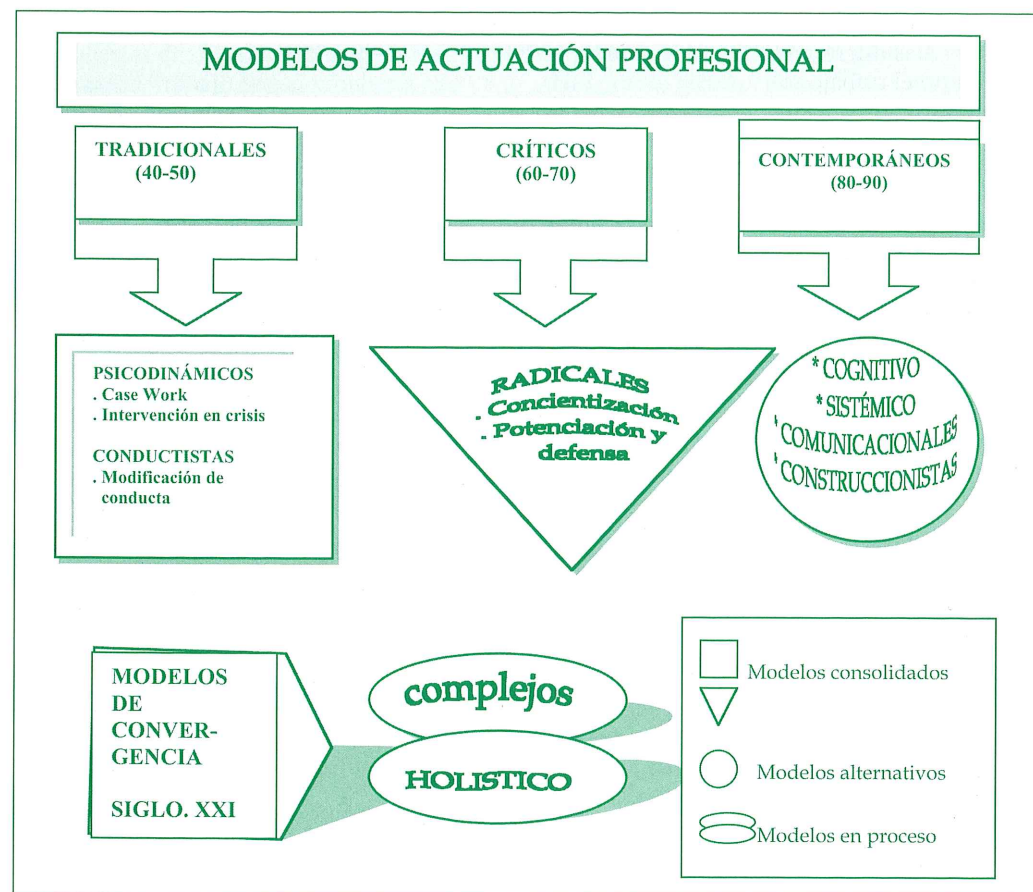 MODELOS DE ACTUACIÓN PROFESIONAL
TRADICIONALES
(40-50)
CRÍTICOS
(60-70)
CONTEMPORÁNEOS
(80-90)
PSICODINÁMICOS
. Case Work
. Intervención en crisis
CONDUCTISTAS
. Modificación de
conducta
RADICALES
. Concientización
. Potenciación y
defensa
* COGNITIVO
* SISTÉMICO
* COMUNICACIONALES
* CONSTRUCCIONISTAS
MODELOS
DE
CONVER-
GENCIA
SIGLO. XXI
complejos
HOLISTICO
Modelos consolidados
Modelos alternativos
Modelos en proceso